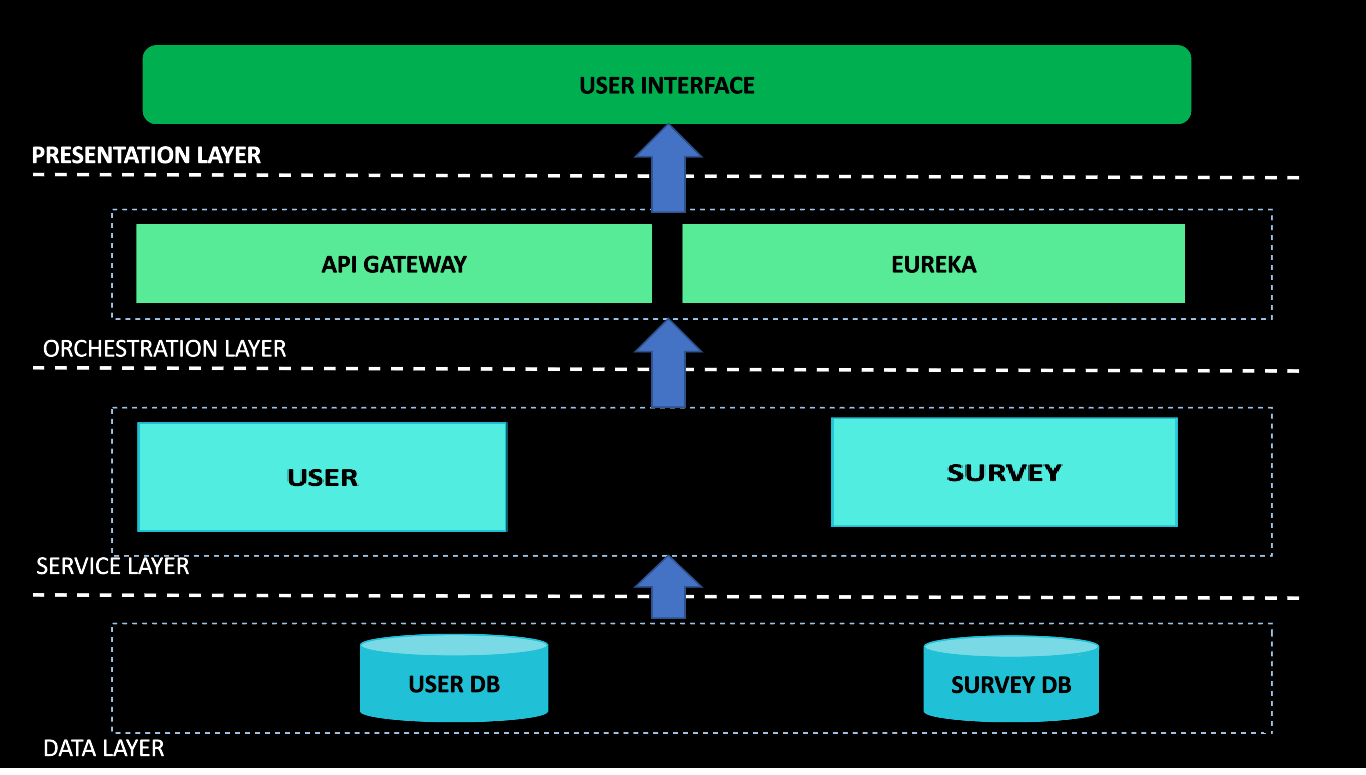 USER INTERFACE
PRESENTATION LAYER
API GATEWAY
EUREKA
ORCHESTRATION LAYER
USER
SURVEY
SERVICE LAYER
USER DB
SURVEY DB
DATA LAYER